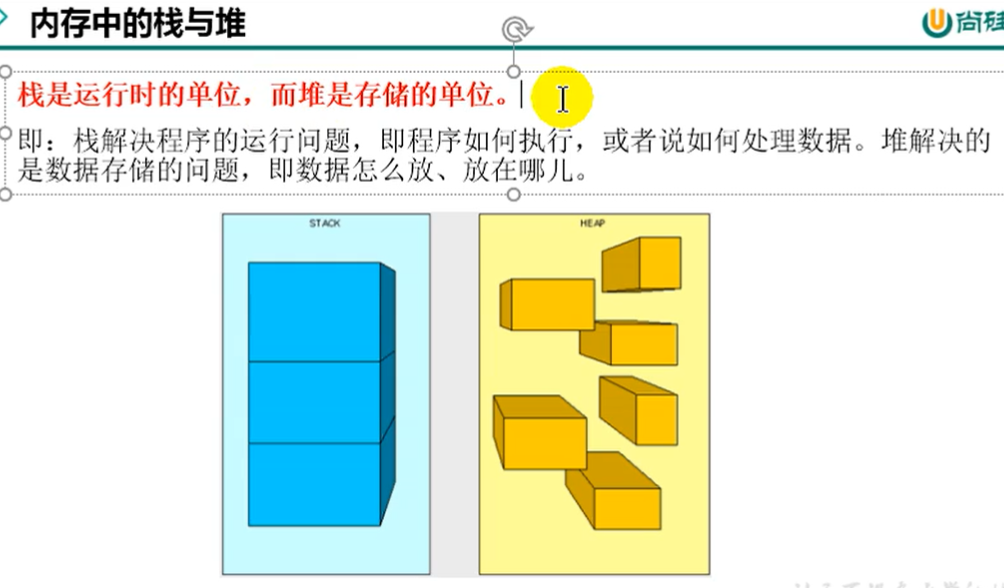 内存中的栈与堆
尚硅
栈是运行时的单位，而堆是存储的单位。
即：栈解决程序的运行问题，即程序如何执行，或者说如何处理数据。堆解决的
是数据存储的问题，即数据怎么放、放在哪儿。
STACK
HEAP